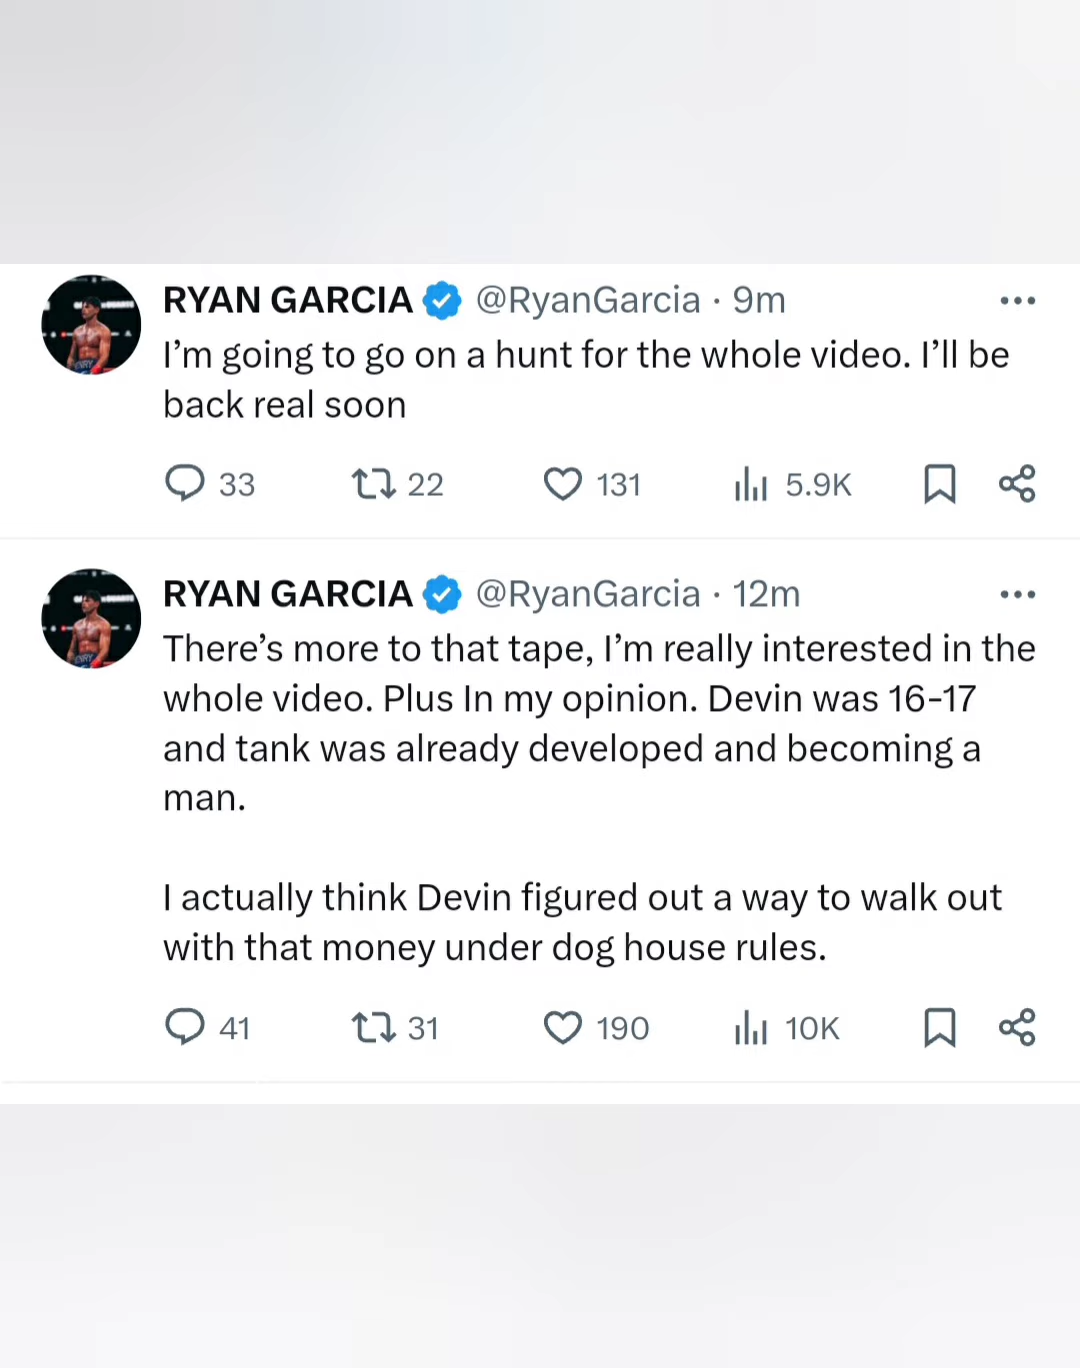 RYAN GARCIA @RyanGarcia · 9m
I’m going to go on a hunt for the whole video. I’ll be
back real soon
33 22 131 5.9K
RYAN GARCIA @RyanGarcia · 12m
There’s more to that tape, I’m really interested in the
whole video. Plus In my opinion. Devin was 16-17
and tank was already developed and becoming a
man.
I actually think Devin figured out a way to walk out
with that money under dog house rules.
41 31 190 10K